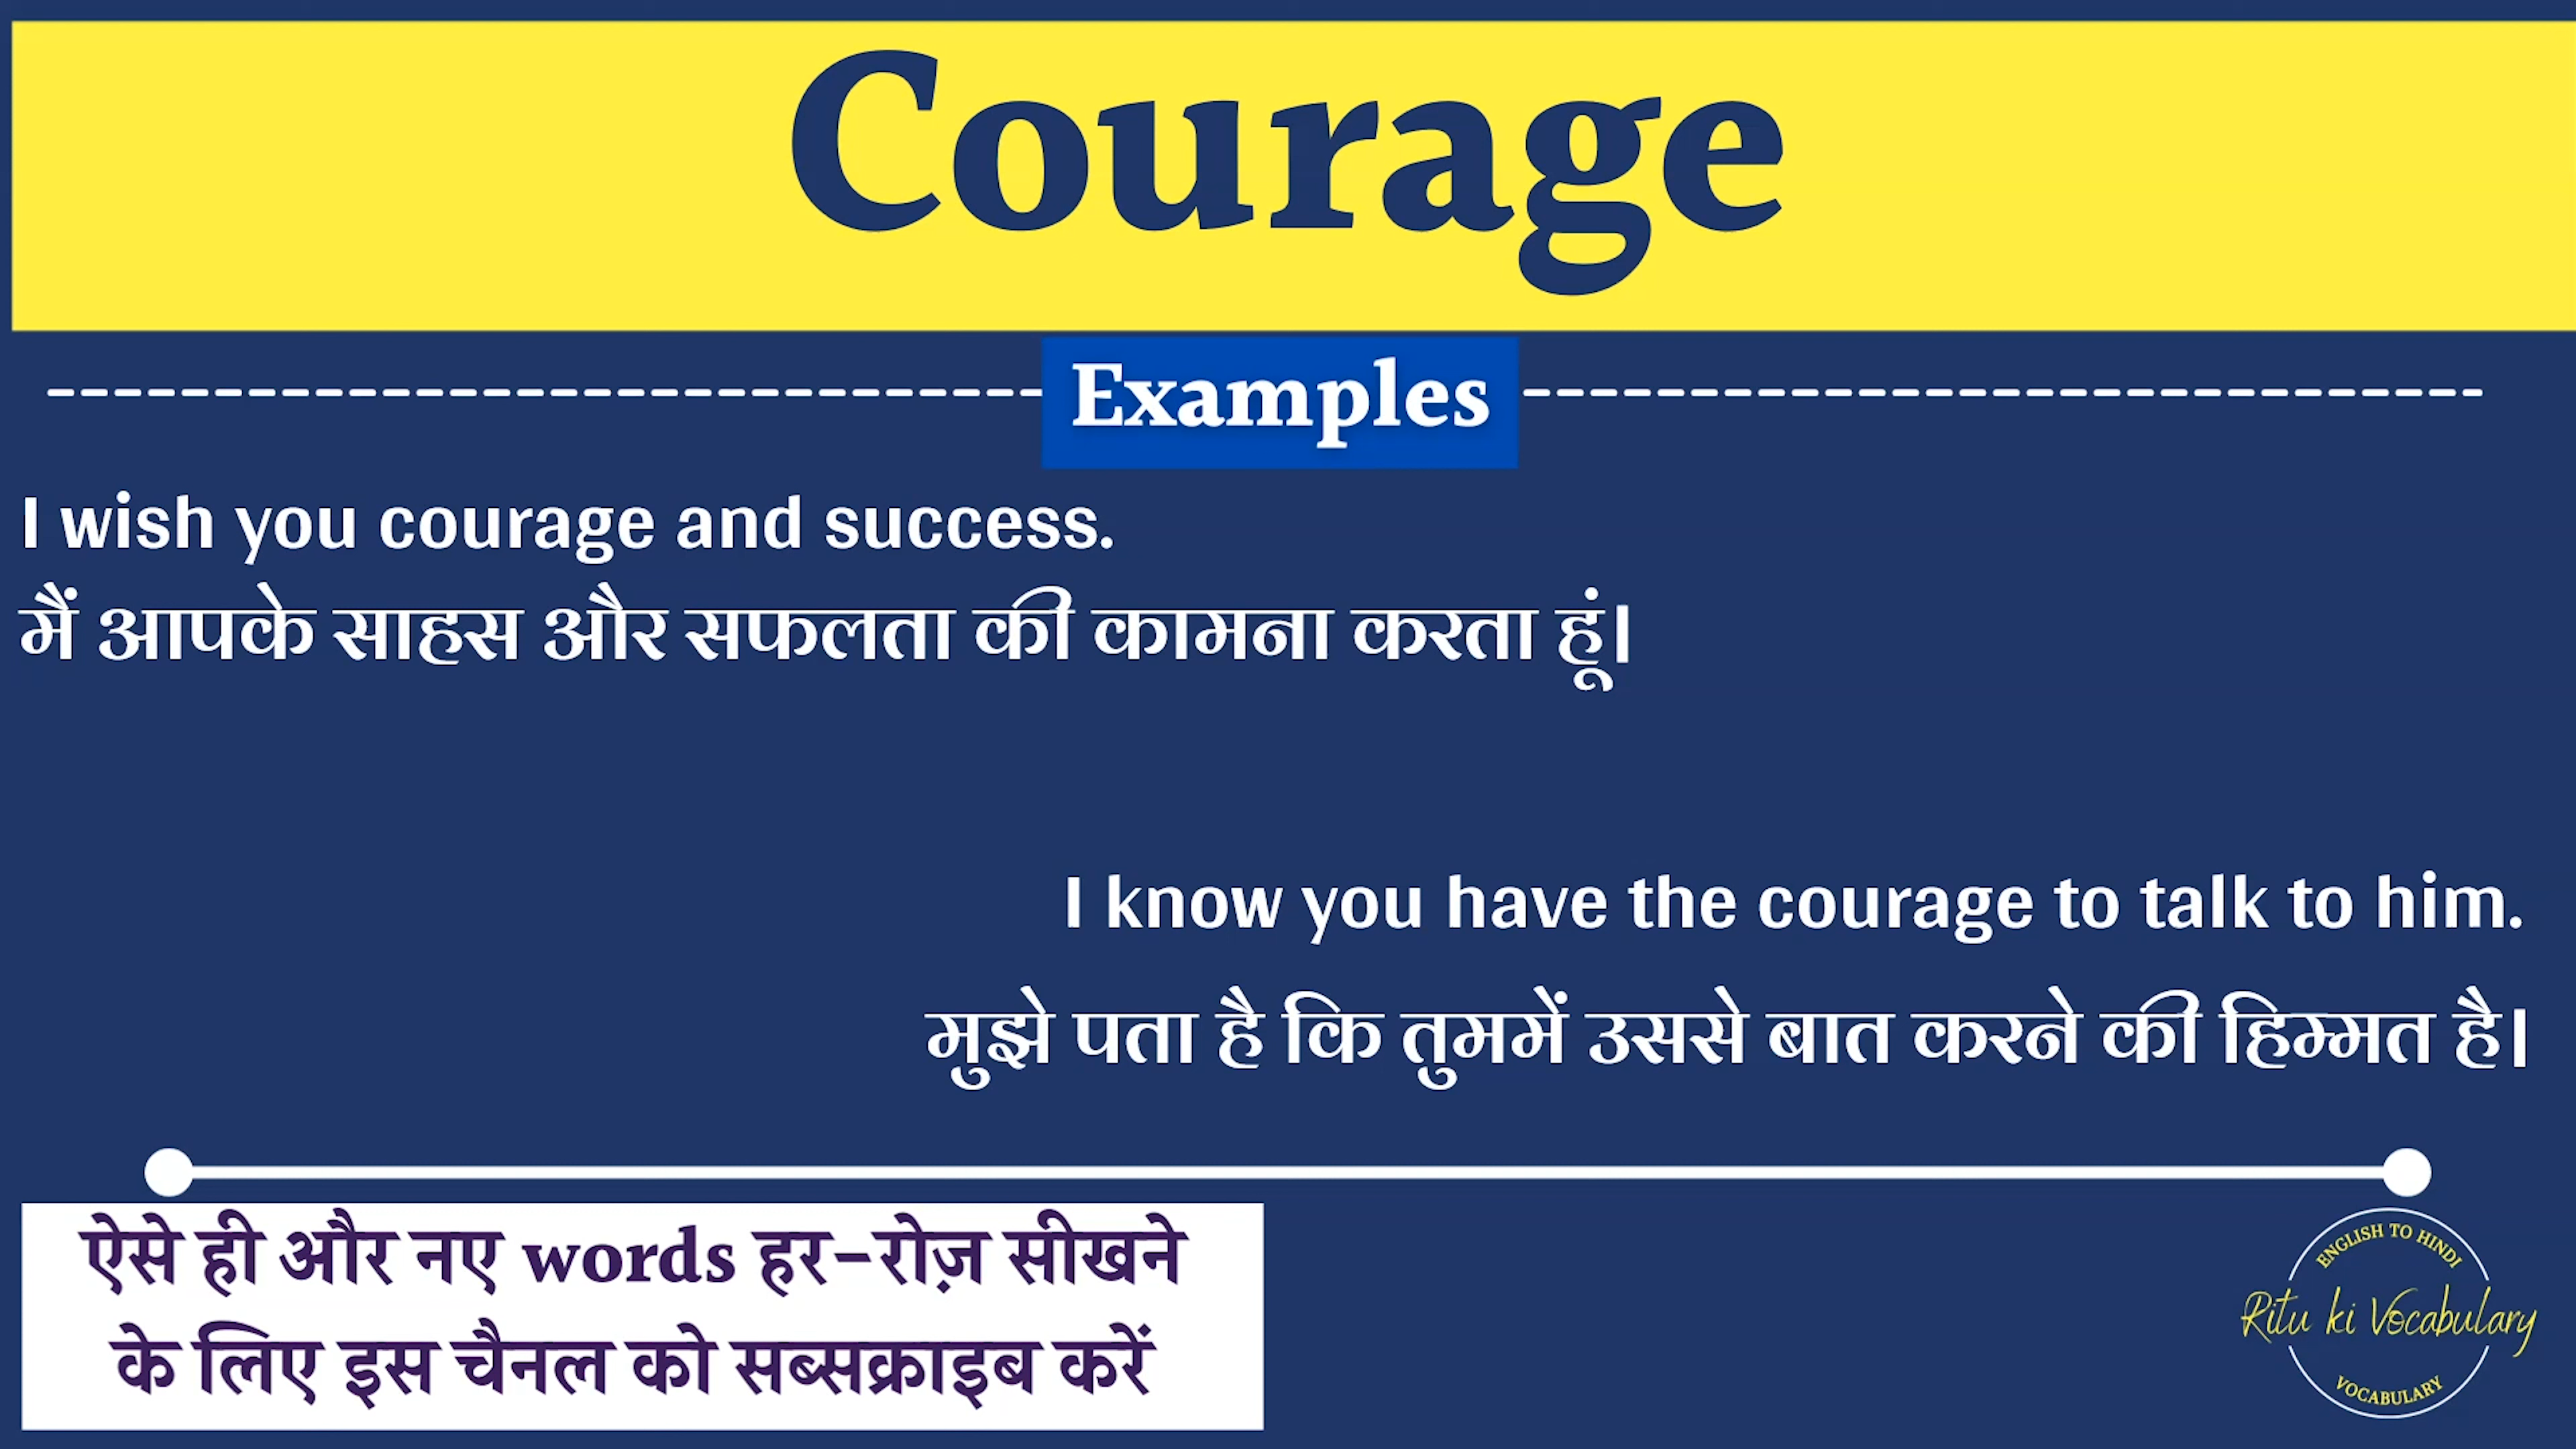 Courage
Examples
I wish you courage and success.
मैं आपके साहस और सफलता की कामना करता हूं।
I know you have the courage to talk to him.
मुझे पता है कि तुममें उससे बात करने की हिम्मत है।
ऐसे ही और नए words हर-रोज़ सीखने
के लिए इस चैनल को सब्सक्राइब करें
ENGLISH TO HINDI
Ritu ki Vocabulary
VOCABULARY